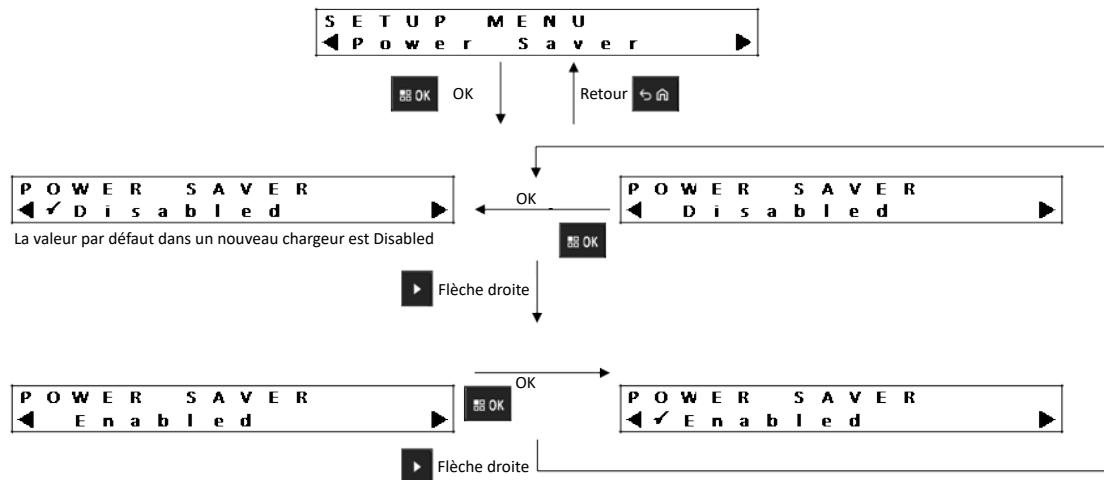 SETUP MENU
◀Power Saver ▶
OK OK Retour
POWER SAVER
◀✓Disabled ▶
OK
POWER SAVER
◀ Disabled ▶
La valeur par défaut dans un nouveau chargeur est Disabled
OK
Flèche droite
POWER SAVER
◀ Enabled ▶
OK
OK
POWER SAVER
◀✓Enabled ▶
Flèche droite